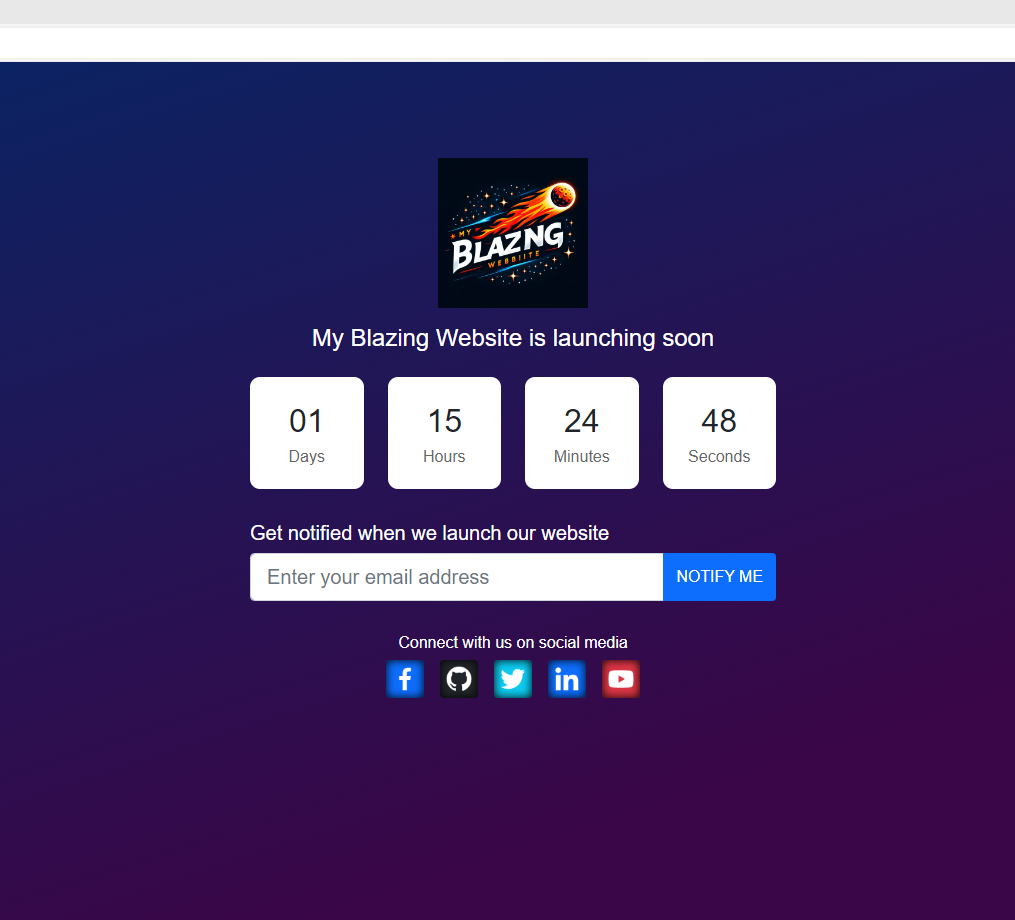 MY
BLAZNG
WEBBIITE
My Blazing Website is launching soon
01 15 24 48
Days Hours Minutes Seconds
Get notified when we launch our website
Enter your email address NOTIFY ME
Connect with us on social media